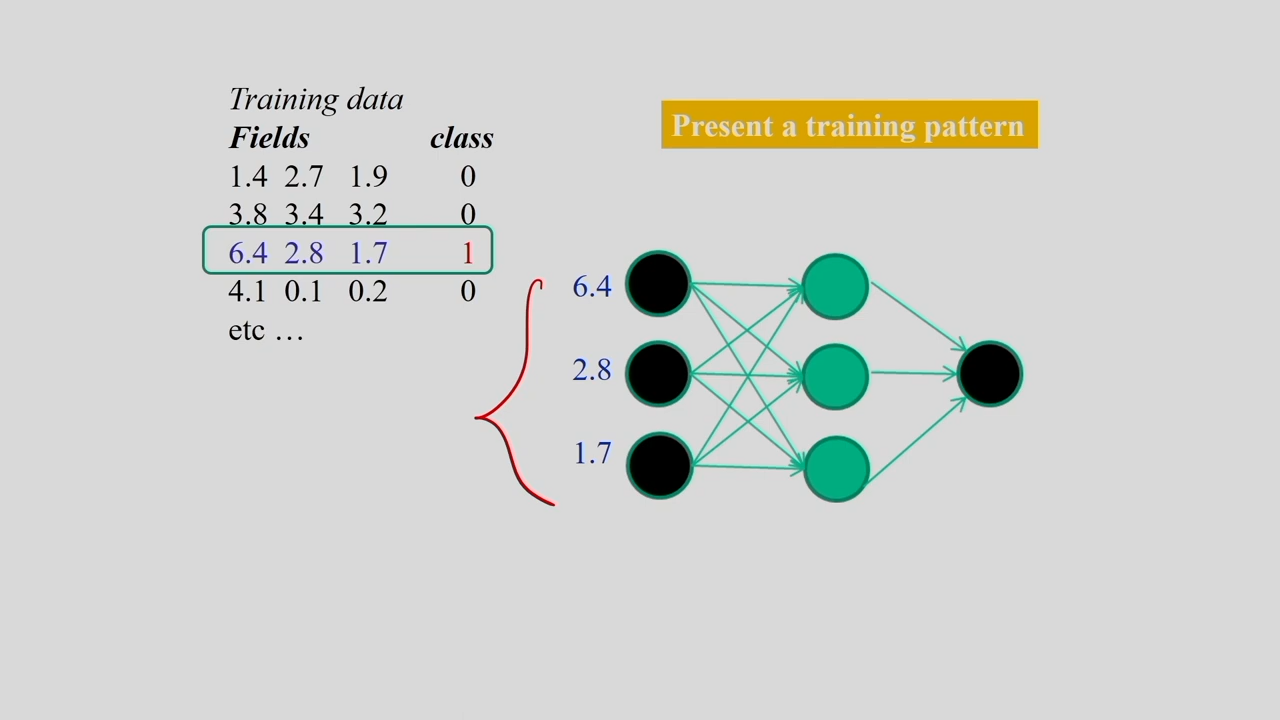 Training data
Fields class
1.4 2.7 1.9 0
3.8 3.4 3.2 0
6.4 2.8 1.7 1
4.1 0.1 0.2 0
etc …
Present a training pattern
6.4
2.8
1.7